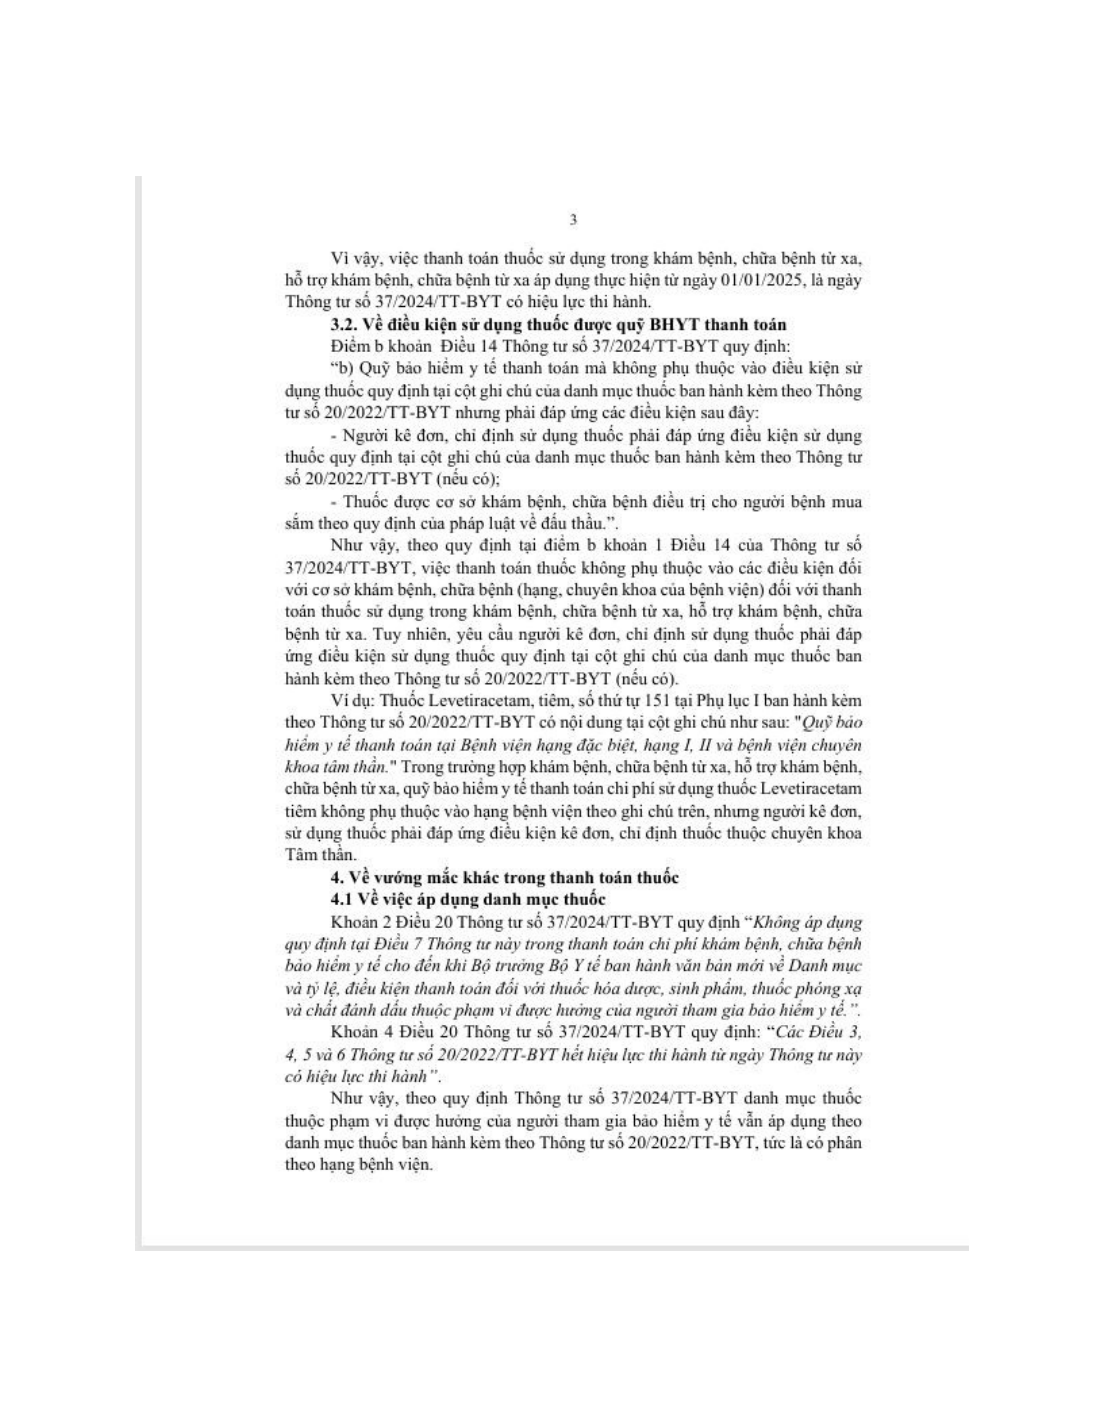 3
Vì vậy, việc thanh toán thuốc sử dụng trong khám bệnh, chữa bệnh từ xa,
hỗ trợ khám bệnh, chữa bệnh từ xa áp dụng thực hiện từ ngày 01/01/2025, là ngày
Thông tư số 37/2024/TT-BYT có hiệu lực thi hành.
3.2. Về điều kiện sử dụng thuốc được quỹ BHYT thanh toán
Điểm b khoản Điều 14 Thông tư số 37/2024/TT-BYT quy định:
“b) Quỹ bảo hiểm y tế thanh toán mà không phụ thuộc vào điều kiện sử
dụng thuốc quy định tại cột ghi chú của danh mục thuốc ban hành kèm theo Thông
tư số 20/2022/TT-BYT nhưng phải đáp ứng các điều kiện sau đây:
- Người kê đơn, chỉ định sử dụng thuốc phải đáp ứng điều kiện sử dụng
thuốc quy định tại cột ghi chú của danh mục thuốc ban hành kèm theo Thông tư
số 20/2022/TT-BYT (nếu có);
- Thuốc được cơ sở khám bệnh, chữa bệnh điều trị cho người bệnh mua
sắm theo quy định của pháp luật về đấu thầu.”.
Như vậy, theo quy định tại điểm b khoản 1 Điều 14 của Thông tư số
37/2024/TT-BYT, việc thanh toán thuốc không phụ thuộc vào các điều kiện đối
với cơ sở khám bệnh, chữa bệnh (hạng, chuyên khoa của bệnh viện) đối với thanh
toán thuốc sử dụng trong khám bệnh, chữa bệnh từ xa, hỗ trợ khám bệnh, chữa
bệnh từ xa. Tuy nhiên, yêu cầu người kê đơn, chỉ định sử dụng thuốc phải đáp
ứng điều kiện sử dụng thuốc quy định tại cột ghi chú của danh mục thuốc ban
hành kèm theo Thông tư số 20/2022/TT-BYT (nếu có).
Ví dụ: Thuốc Levetiracetam, tiêm, số thứ tự 151 tại Phụ lục I ban hành kèm
theo Thông tư số 20/2022/TT-BYT có nội dung tại cột ghi chú như sau: "Quỹ bảo
hiểm y tế thanh toán tại Bệnh viện hạng đặc biệt, hạng I, II và bệnh viện chuyên
khoa tâm thần." Trong trường hợp khám bệnh, chữa bệnh từ xa, hỗ trợ khám bệnh,
chữa bệnh từ xa, quỹ bảo hiểm y tế thanh toán chi phí sử dụng thuốc Levetiracetam
tiêm không phụ thuộc vào hạng bệnh viện theo ghi chú trên, nhưng người kê đơn,
sử dụng thuốc phải đáp ứng điều kiện kê đơn, chỉ định thuốc thuộc chuyên khoa
Tâm thần.
4. Về vướng mắc khác trong thanh toán thuốc
4.1 Về việc áp dụng danh mục thuốc
Khoản 2 Điều 20 Thông tư số 37/2024/TT-BYT quy định “Không áp dụng
quy định tại Điều 7 Thông tư này trong thanh toán chi phí khám bệnh, chữa bệnh
bảo hiểm y tế cho đến khi Bộ trưởng Bộ Y tế ban hành văn bản mới về Danh mục
và tỷ lệ, điều kiện thanh toán đối với thuốc hóa dược, sinh phẩm, thuốc phóng xạ
và chất đánh dấu thuộc phạm vi được hưởng của người tham gia bảo hiểm y tế.”.
Khoản 4 Điều 20 Thông tư số 37/2024/TT-BYT quy định: “Các Điều 3,
4, 5 và 6 Thông tư số 20/2022/TT-BYT hết hiệu lực thi hành từ ngày Thông tư này
có hiệu lực thi hành”.
Như vậy, theo quy định Thông tư số 37/2024/TT-BYT danh mục thuốc
thuộc phạm vi được hưởng của người tham gia bảo hiểm y tế vẫn áp dụng theo
danh mục thuốc ban hành kèm theo Thông tư số 20/2022/TT-BYT, tức là có phân
theo hạng bệnh viện.